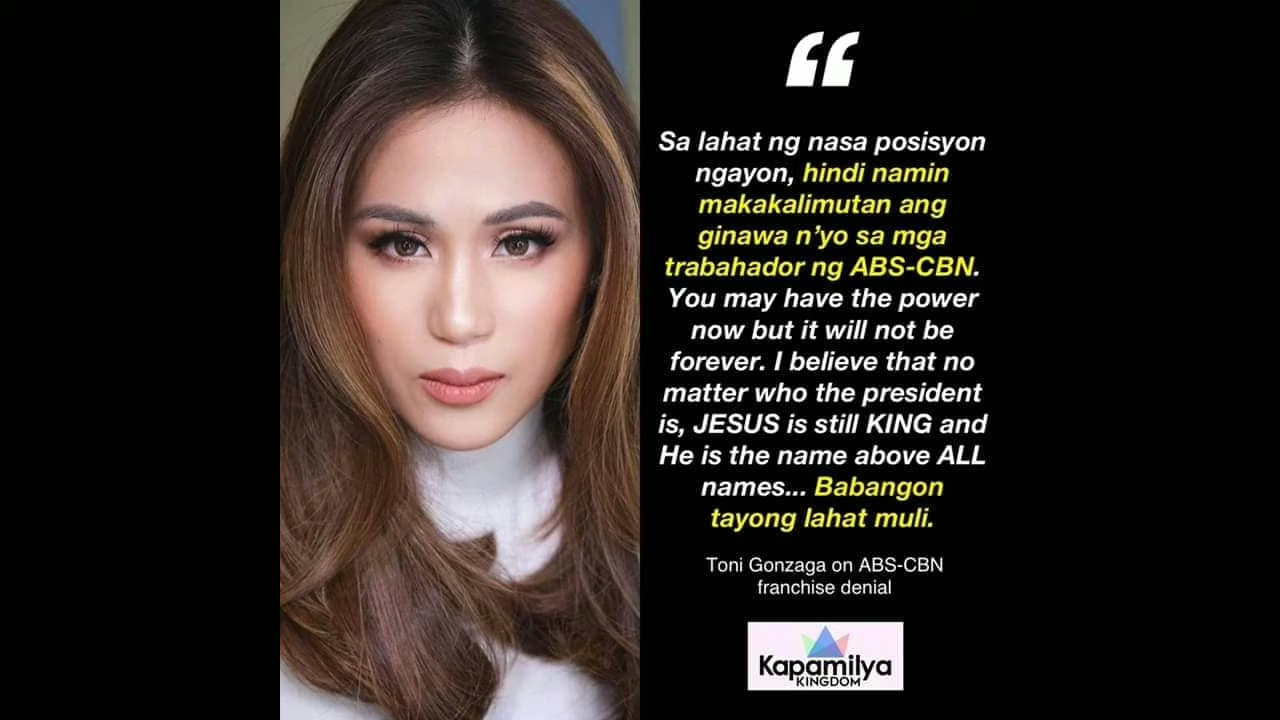 “
Sa lahat ng nasa posisyon
ngayon, hindi namin
makakalimutan ang
ginawa n’yo sa mga
trabahador ng ABS-CBN.
You may have the power
now but it will not be
forever. I believe that no
matter who the president
is, JESUS is still KING and
He is the name above ALL
names... Babangon
tayong lahat muli.
Toni Gonzaga on ABS-CBN
franchise denial
Kapamilya
KINGDOM